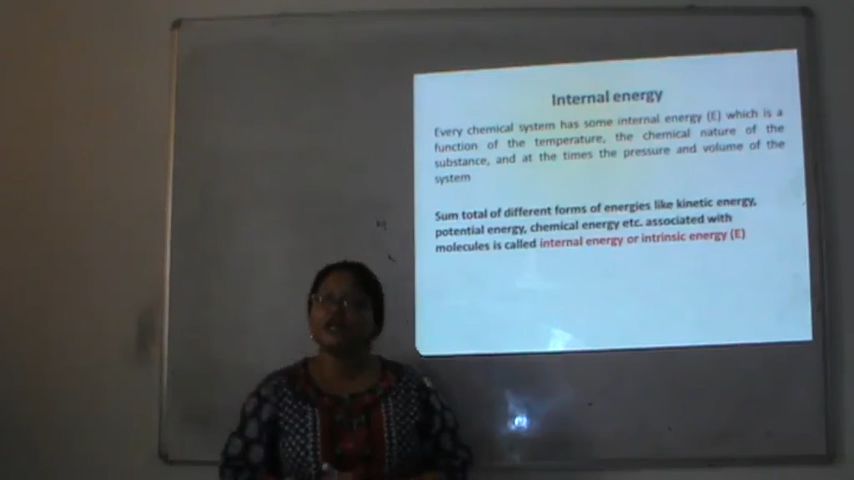 Internal energy
Every chemical system has some internal energy (E) which is a
function of the temperature, the chemical nature of the
substance, and at the times the pressure and volume of the
system
Sum total of different forms of energies like kinetic energy,
potential energy, chemical energy etc. associated with
molecules is called internal energy or intrinsic energy (E)